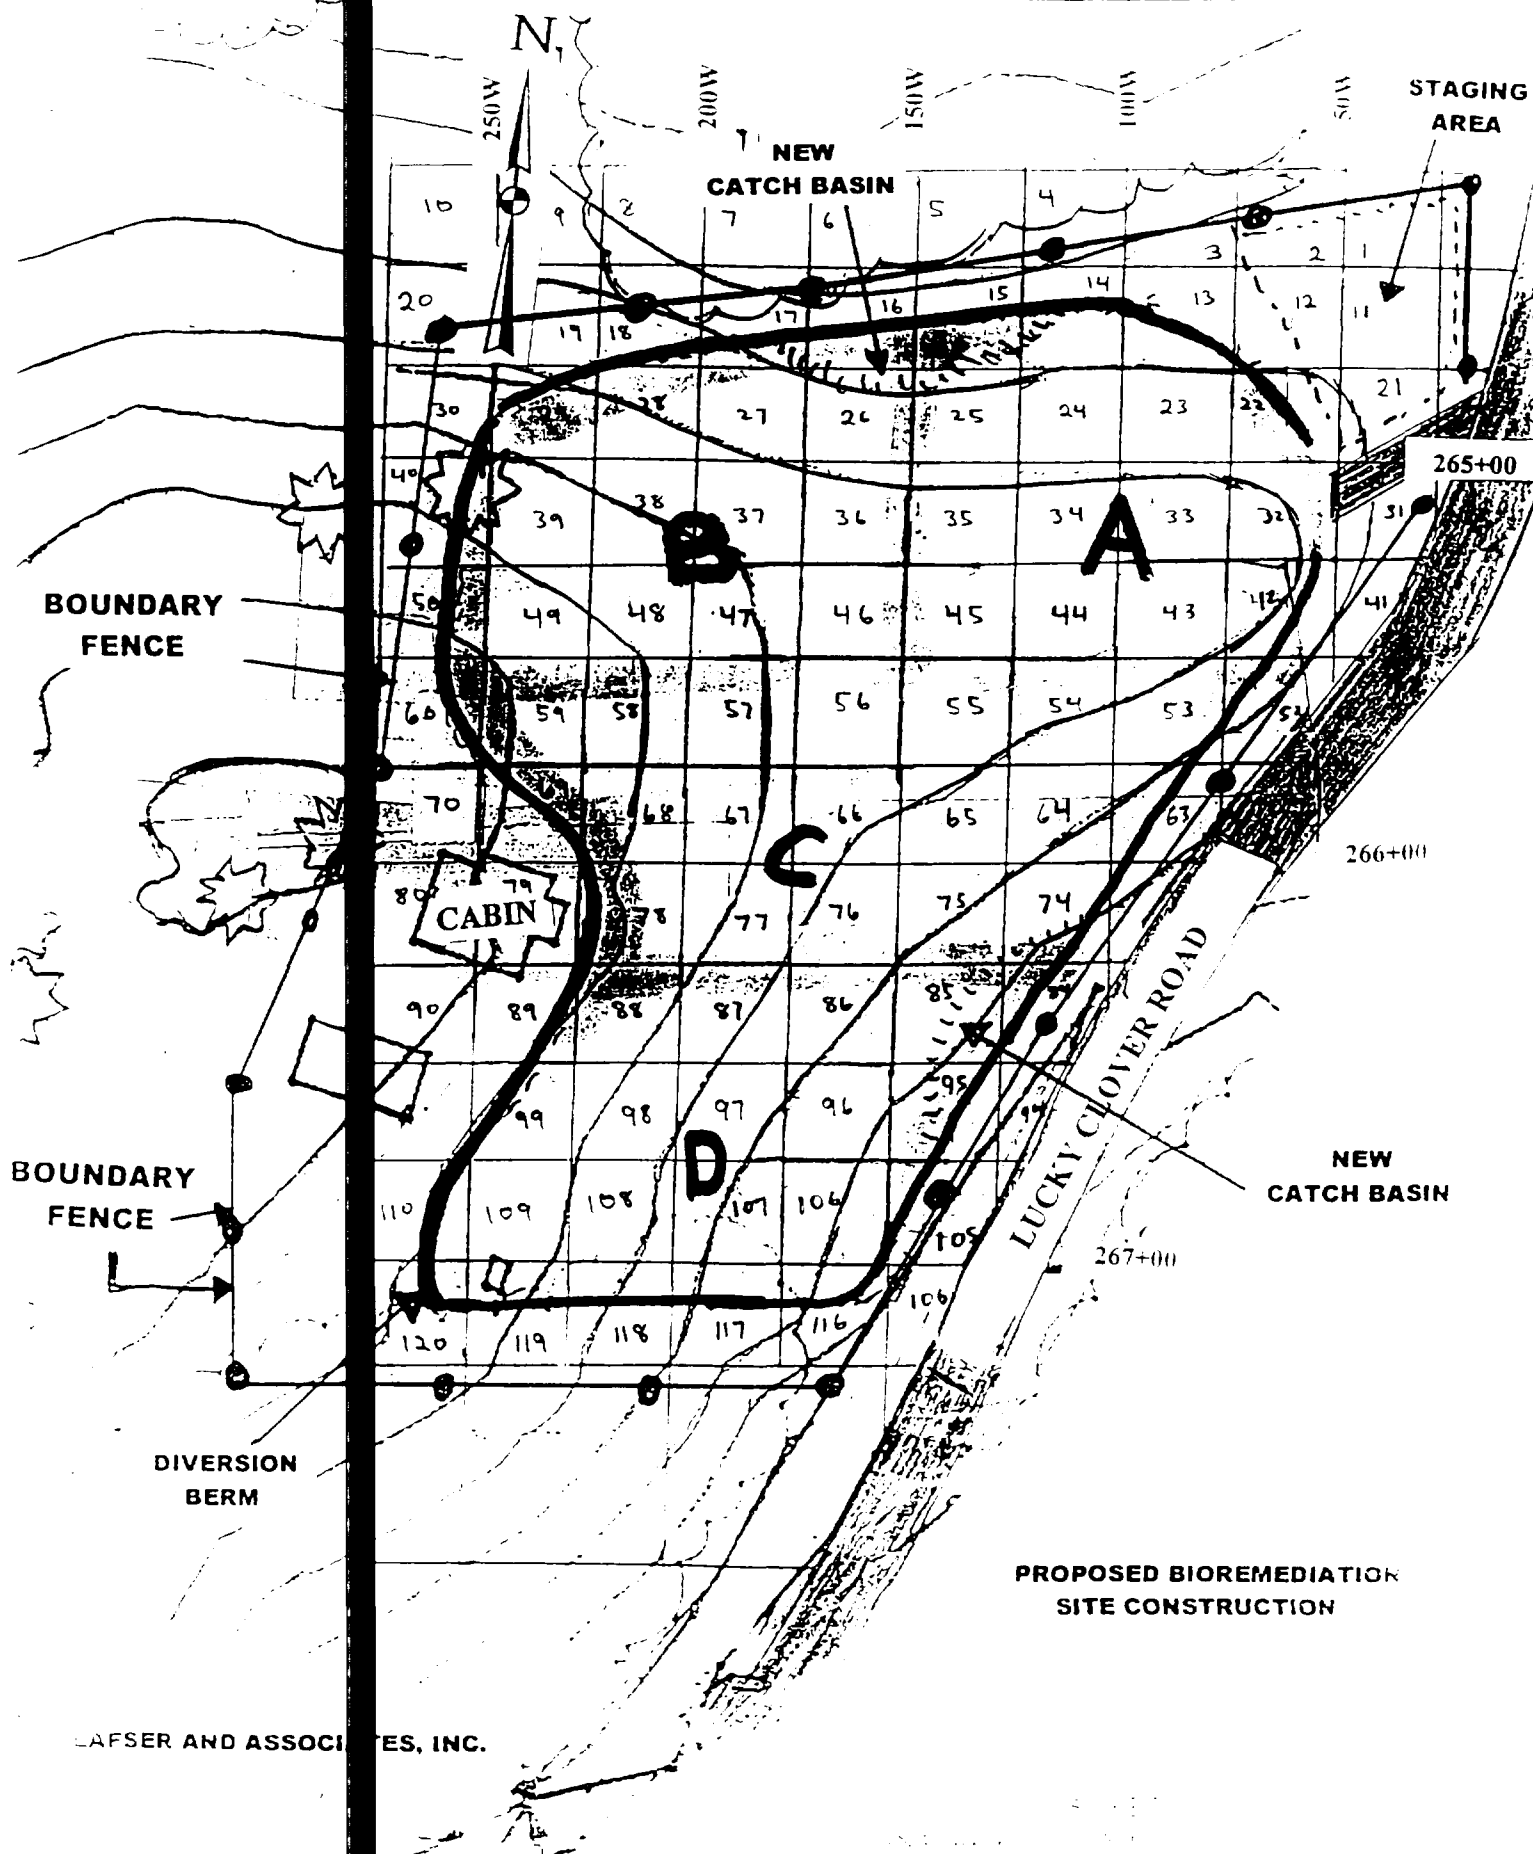 N
250W 200W 150W 100W 50W
STAGING
AREA
NEW
CATCH BASIN
10 9 8 7 6 5 4 3 2 1
20 19 18 17 16 15 14 13 12 11
30 28 27 26 25 24 23 22 21
265+00
40 39 38 37 36 35 34 33 32 31
B A
BOUNDARY
FENCE
50 49 48 47 46 45 44 43 42 41
60 59 58 57 56 55 54 53 52
70 68 67 66 65 64 63
C
266+00
80 79 78 77 76 75 74
CABIN
90 89 88 87 86 85
LUCKY CLOVER ROAD
99 98 97 96 95 94
D
BOUNDARY
FENCE
NEW
CATCH BASIN
110 109 108 107 106 105
267+00
120 119 118 117 116 106
DIVERSION
BERM
PROPOSED BIOREMEDIATION
SITE CONSTRUCTION
LAFSER AND ASSOCI TES, INC.